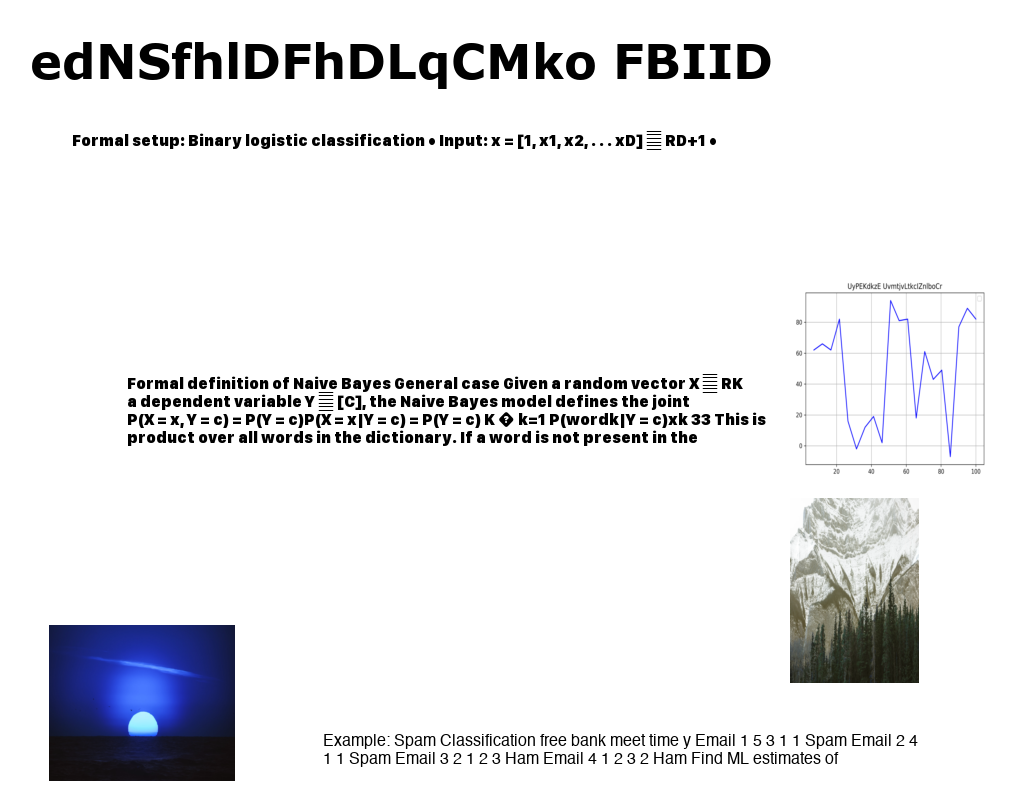 edNSfhlDFhDLqCMko FBIID
Formal setup: Binary logistic classification • Input: x = [1, x1, x2, . . . xD] RD+1 •
UyPEKdkzE UvmtjvLtkcIZnlboCr
80
60
40
20
0
20 40 60 80 100
Formal definition of Naive Bayes General case Given a random vector X RK
a dependent variable Y [C], the Naive Bayes model defines the joint
P(X = x, Y = c) = P(Y = c)P(X = x|Y = c) = P(Y = c) K � k=1 P(wordk|Y = c)xk 33 This is
product over all words in the dictionary. If a word is not present in the
Example: Spam Classification free bank meet time y Email 1 5 3 1 1 Spam Email 2 4
1 1 Spam Email 3 2 1 2 3 Ham Email 4 1 2 3 2 Ham Find ML estimates of